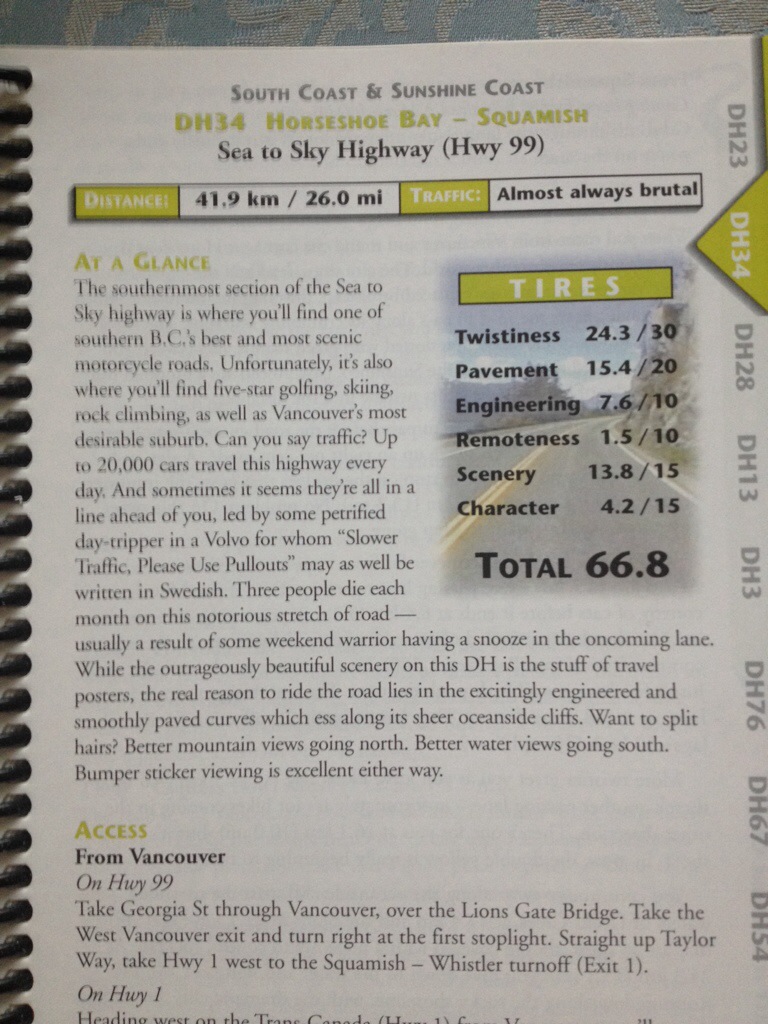 South Coast & Sunshine Coast
DH34 Horseshoe Bay – Squamish
Sea to Sky Highway (Hwy 99)
Distance: 41.9 km / 26.0 mi Traffic: Almost always brutal
At a Glance
The southernmost section of the Sea to
Sky highway is where you'll find one of
southern B.C.'s best and most scenic
motorcycle roads. Unfortunately, it's also
where you'll find five-star golfing, skiing,
rock climbing, as well as Vancouver's most
desirable suburb. Can you say traffic? Up
to 20,000 cars travel this highway every
day. And sometimes it seems they're all in a
line ahead of you, led by some petrified
day-tripper in a Volvo for whom “Slower
Traffic, Please Use Pullouts” may as well be
written in Swedish. Three people die each
month on this notorious stretch of road —
usually a result of some weekend warrior having a snooze in the oncoming lane.
While the outrageously beautiful scenery on this DH is the stuff of travel
posters, the real reason to ride the road lies in the excitingly engineered and
smoothly paved curves which ess along its sheer oceanside cliffs. Want to split
hairs? Better mountain views going north. Better water views going south.
Bumper sticker viewing is excellent either way.
TIRES
Twistiness 24.3 / 30
Pavement 15.4 / 20
Engineering 7.6 / 10
Remoteness 1.5 / 10
Scenery 13.8 / 15
Character 4.2 / 15
Total 66.8
Access
From Vancouver
On Hwy 99
Take Georgia St through Vancouver, over the Lions Gate Bridge. Take the
West Vancouver exit and turn right at the first stoplight. Straight up Taylor
Way, take Hwy 1 west to the Squamish – Whistler turnoff (Exit 1).
On Hwy 1
Heading west on the Trans Canada (Hwy 1) from
DH23
DH34
DH28
DH13
DH3
DH76
DH67
DH54